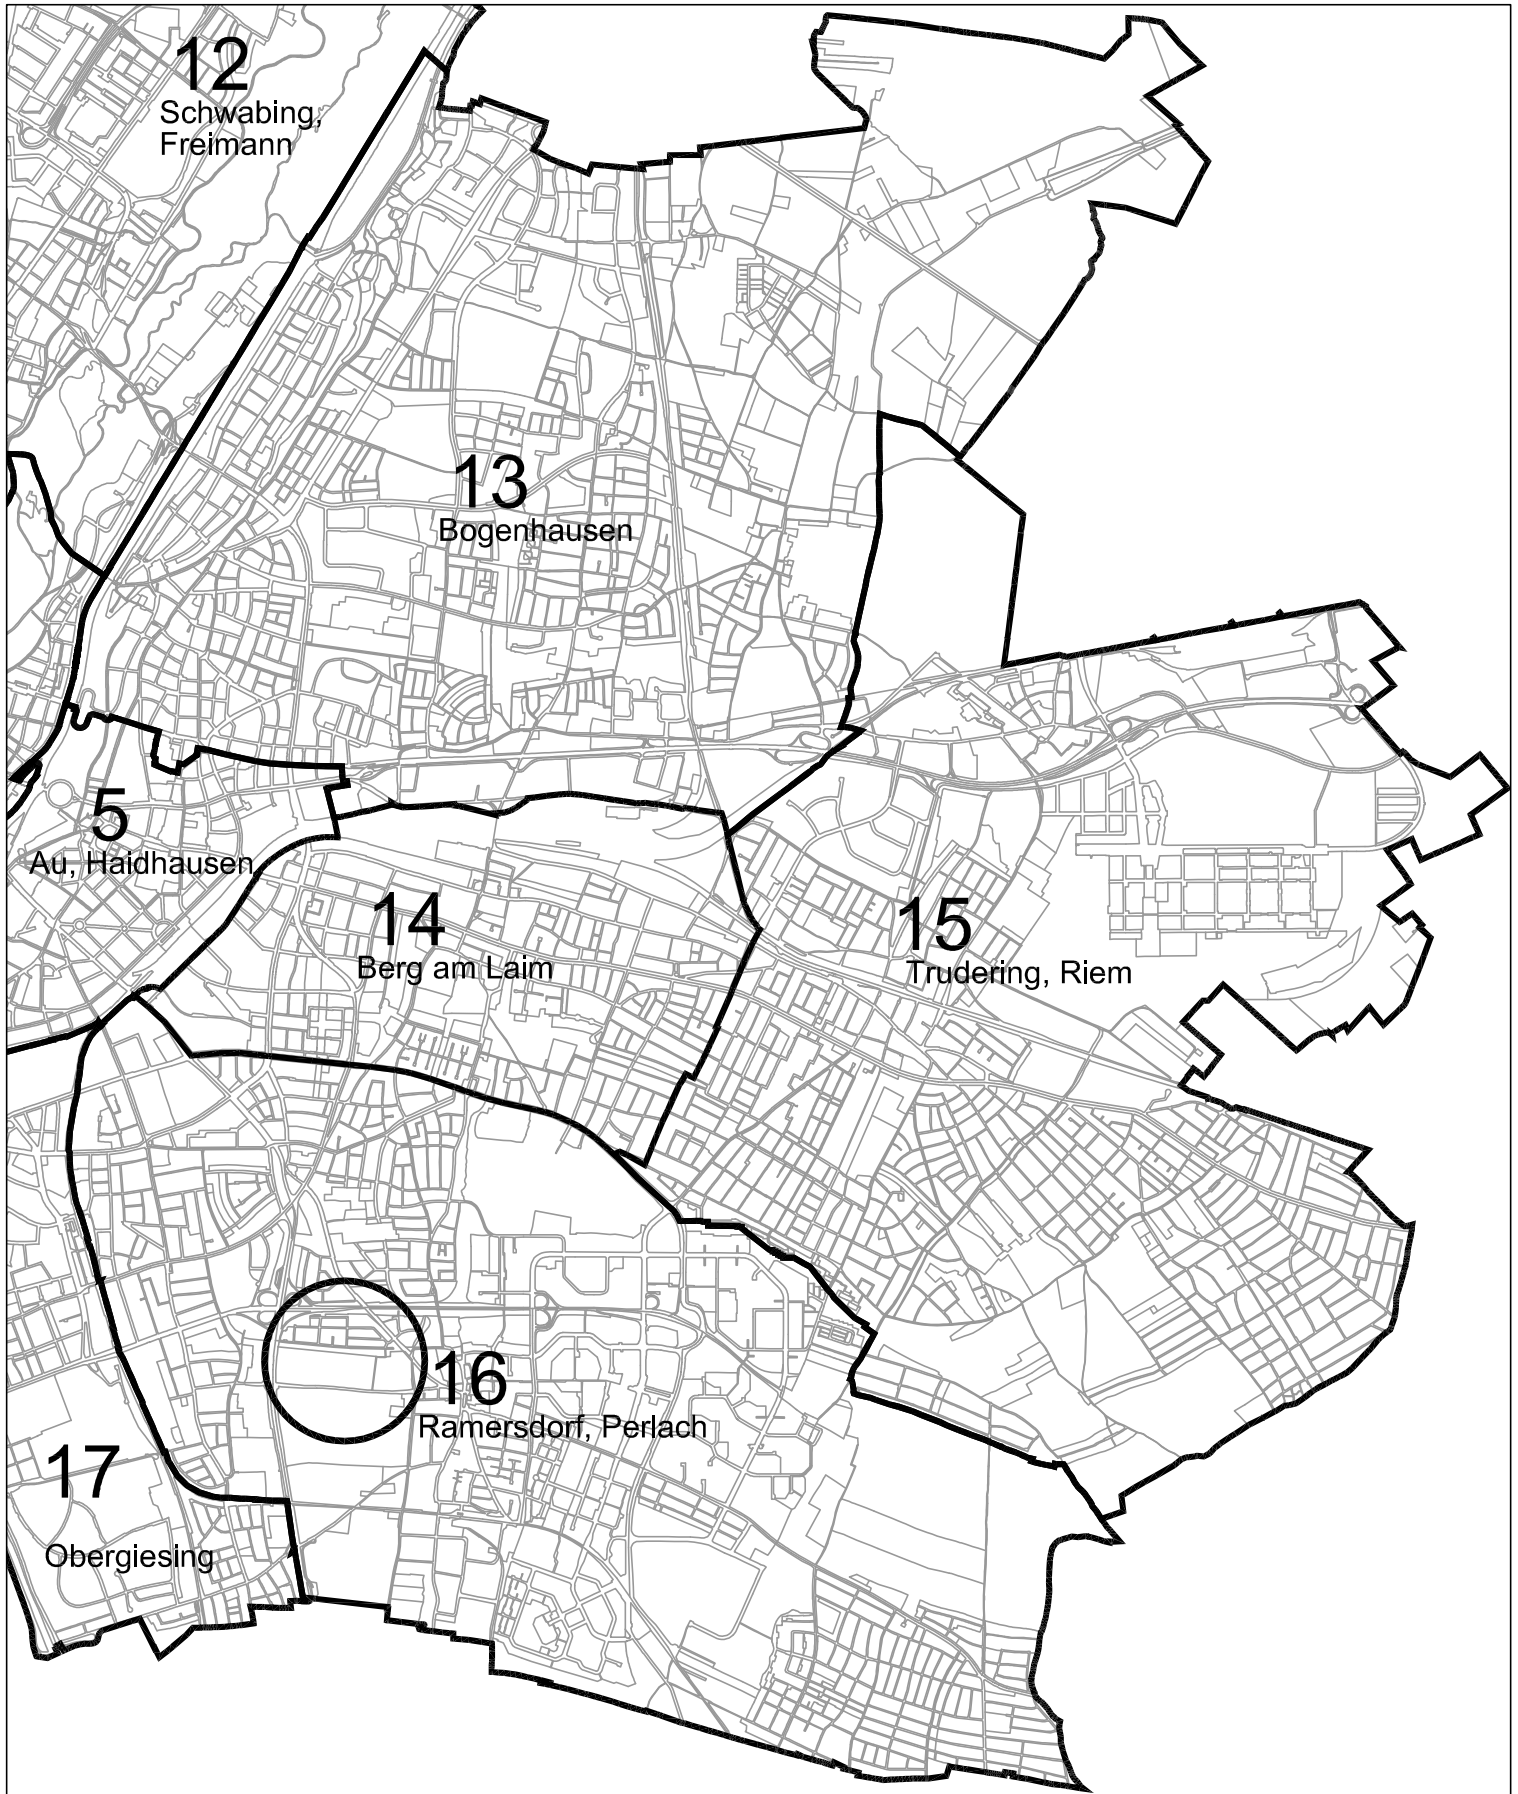 12
Schwabing,
Freimann
13
Bogenhausen
5
Au, Haidhausen
14
Berg am Laim
15
Trudering, Riem
16
Ramersdorf, Perlach
17
Obergiesing